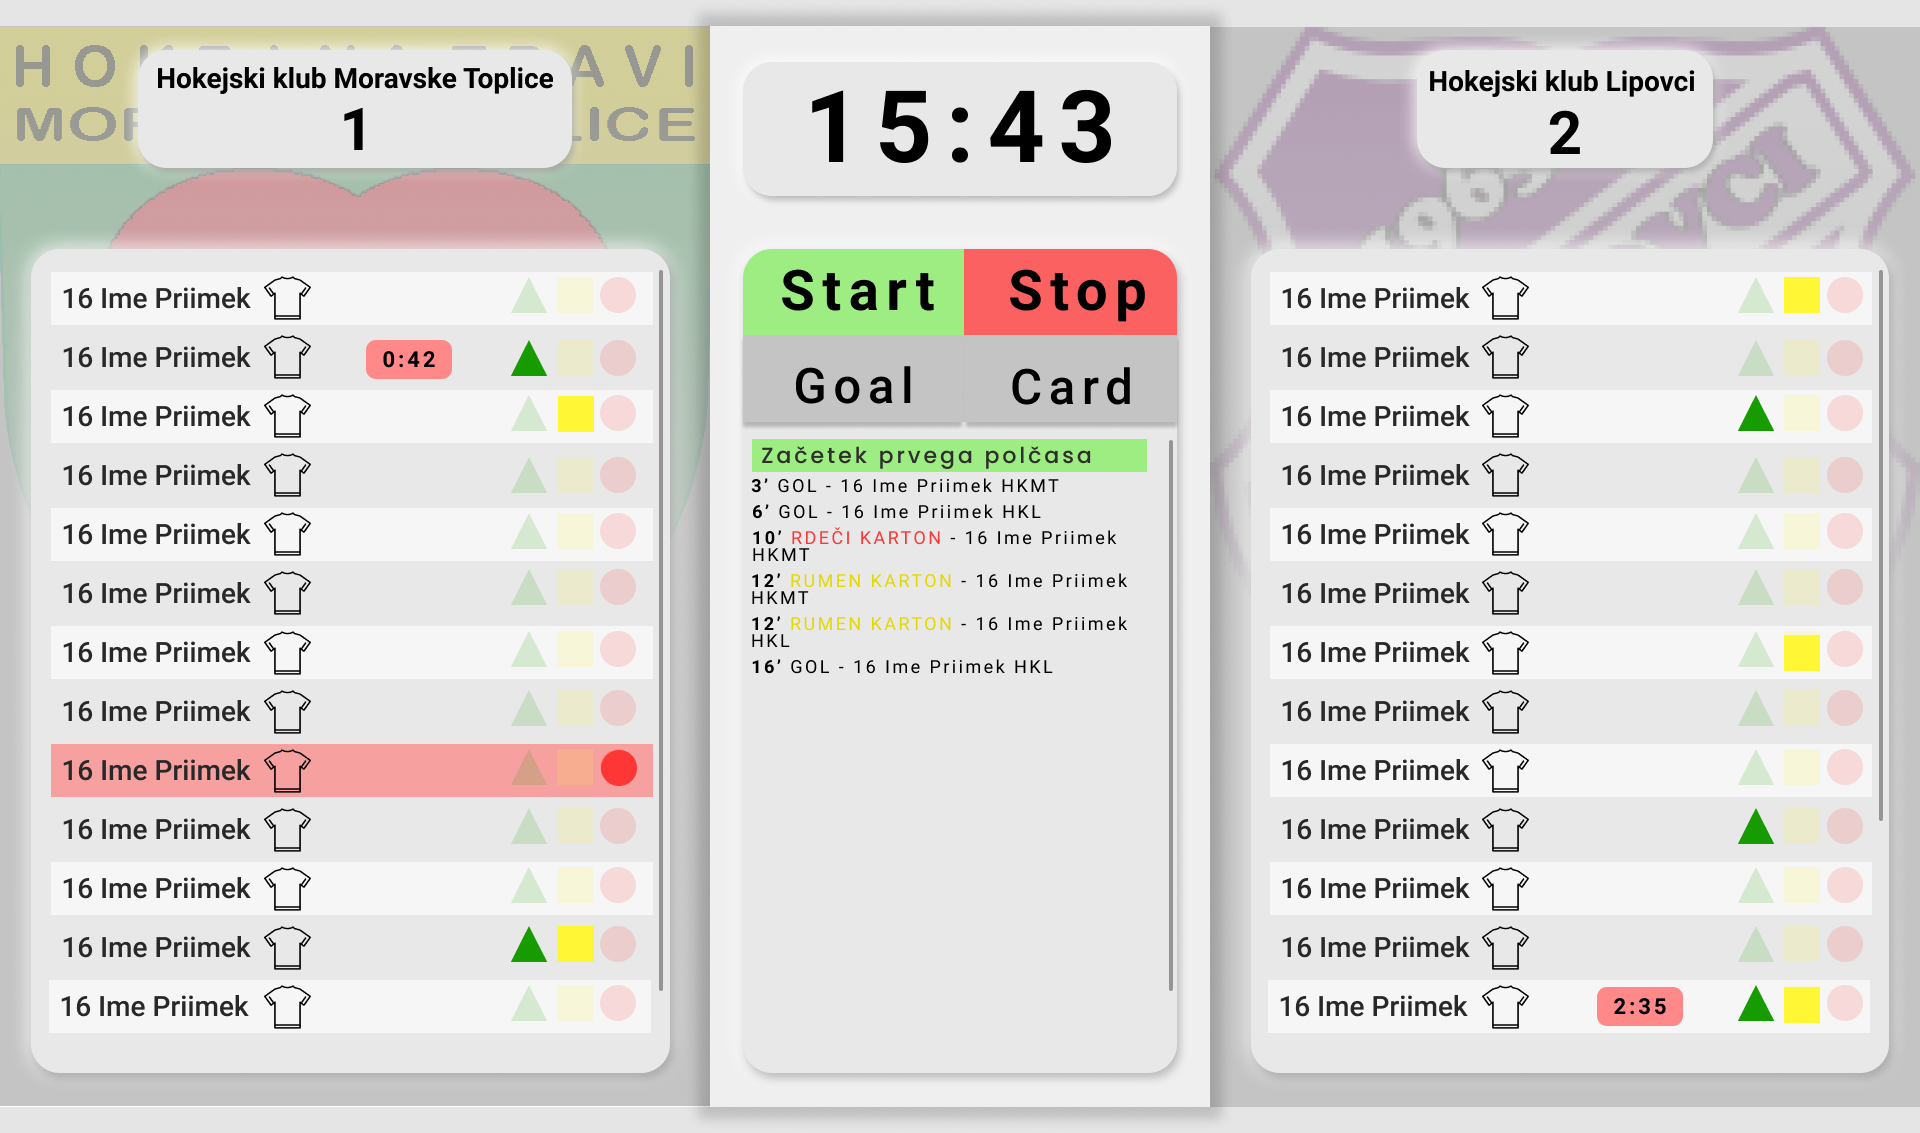 HO
AVI
MO
LICE
Hokejski klub Moravske Toplice
1
16 Ime Priimek
16 Ime Priimek
0:42
16 Ime Priimek
16 Ime Priimek
16 Ime Priimek
16 Ime Priimek
16 Ime Priimek
16 Ime Priimek
16 Ime Priimek
16 Ime Priimek
16 Ime Priimek
16 Ime Priimek
16 Ime Priimek
15:43
Start
Stop
Goal
Card
Začetek prvega polčasa
3’ GOL - 16 Ime Priimek HKMT
6’ GOL - 16 Ime Priimek HKL
10’ RDEČI KARTON - 16 Ime Priimek
HKMT
12’ RUMEN KARTON - 16 Ime Priimek
HKMT
12’ RUMEN KARTON - 16 Ime Priimek
HKL
16’ GOL - 16 Ime Priimek HKL
Hokejski klub Lipovci
2
VCI
16 Ime Priimek
16 Ime Priimek
16 Ime Priimek
16 Ime Priimek
16 Ime Priimek
16 Ime Priimek
16 Ime Priimek
16 Ime Priimek
16 Ime Priimek
16 Ime Priimek
16 Ime Priimek
16 Ime Priimek
16 Ime Priimek
2:35